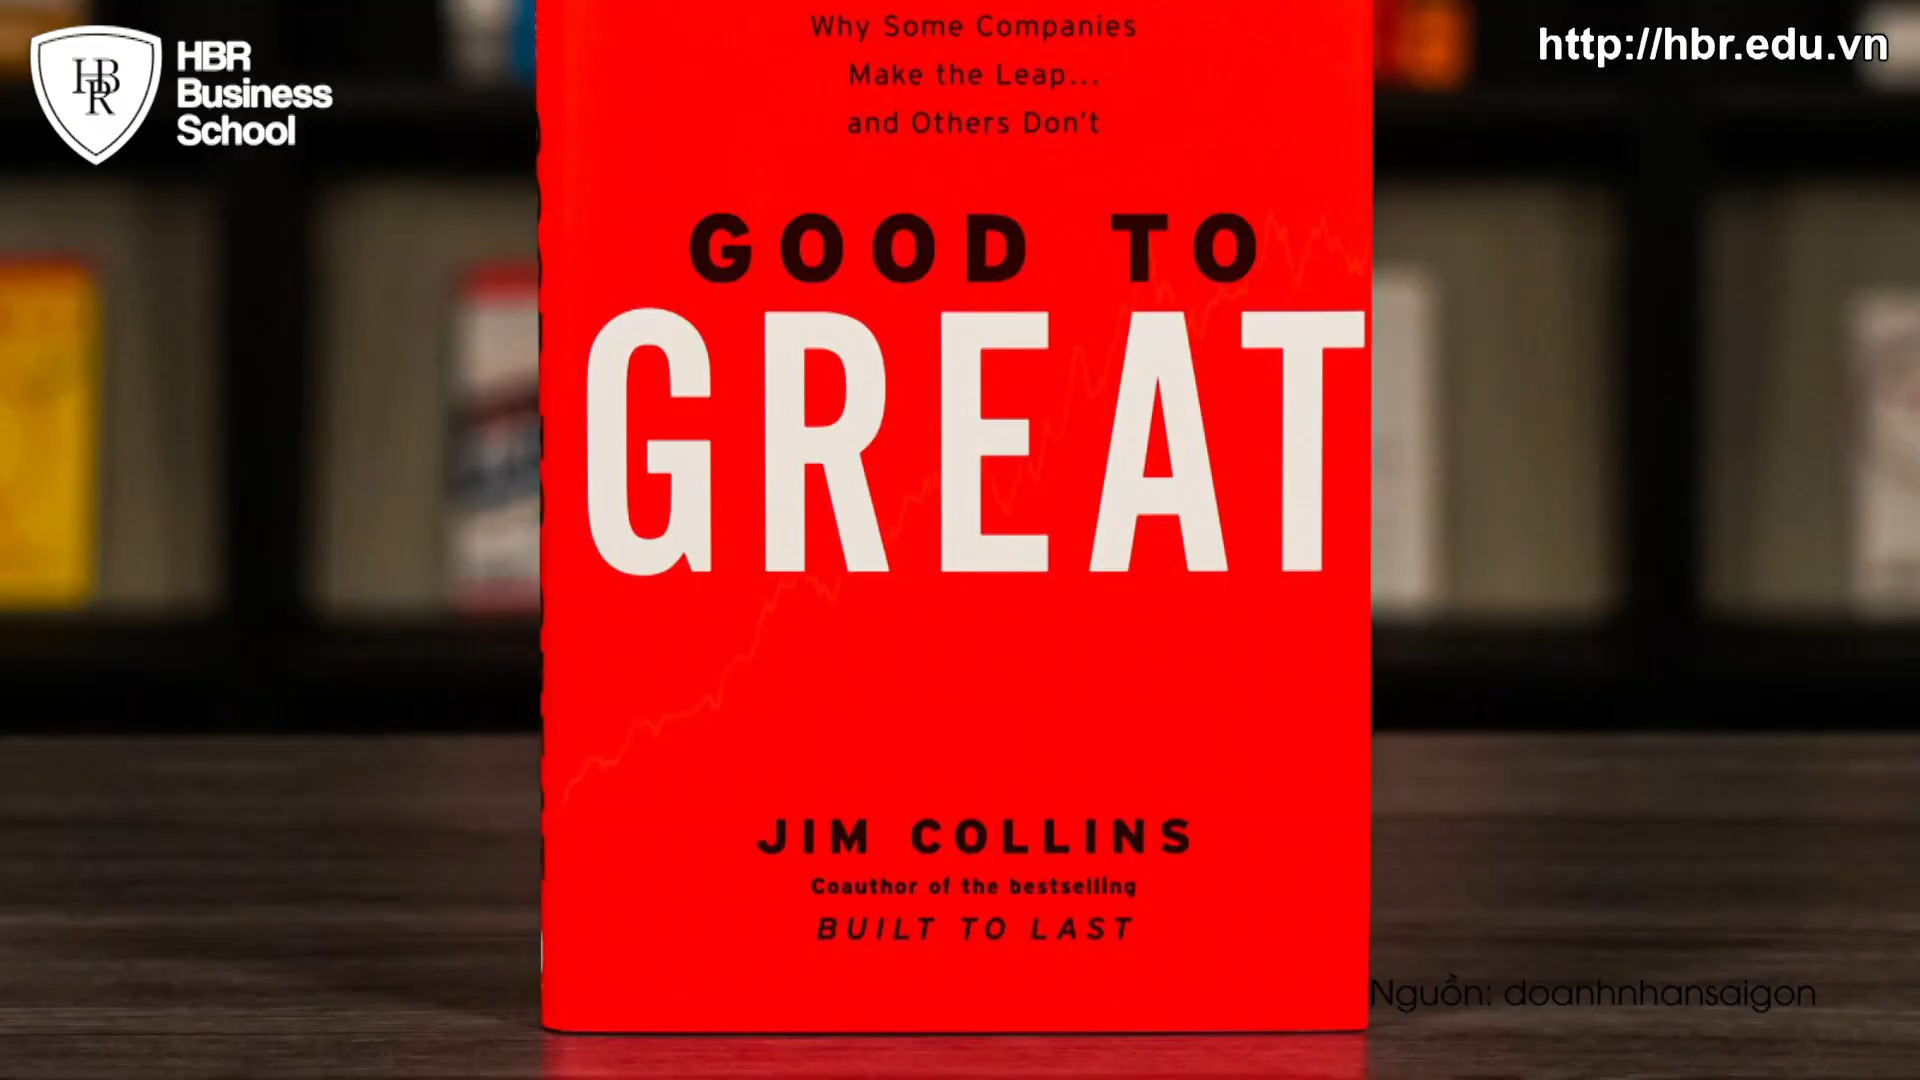 HBR
HBR
Business
School
http://hbr.edu.vn
Why Some Companies
Make the Leap...
and Others Don't
GOOD TO
GREAT
JIM COLLINS
Coauthor of the bestselling
BUILT TO LAST
Nguồn: doanhnhansaigon